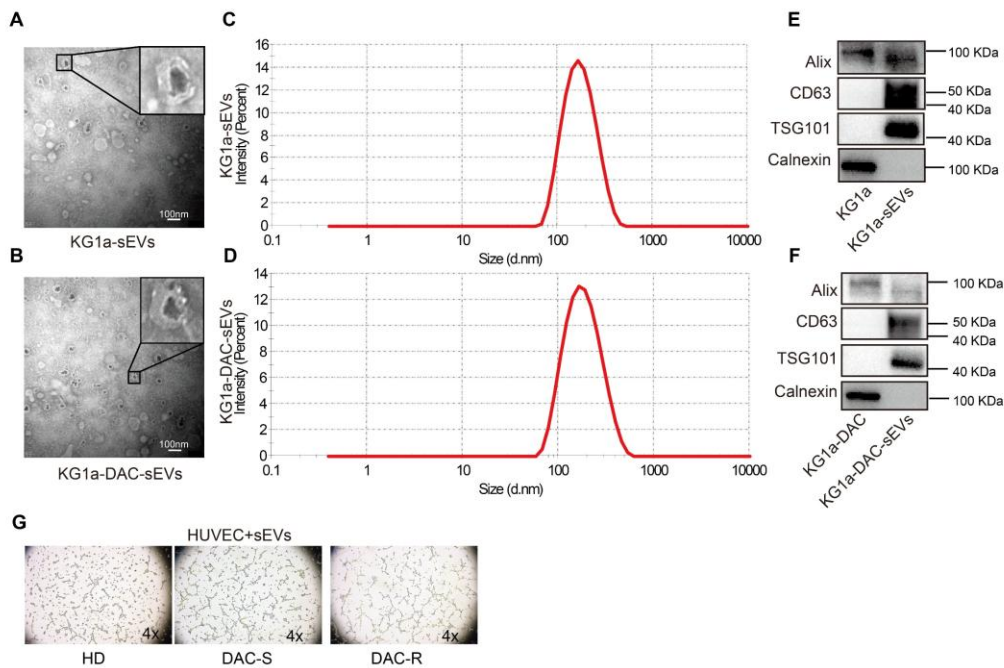 A
100nm
KG1a-sEVs
B
100nm
KG1a-DAC-sEVs
C
KG1a-sEVs
Intensity (Percent)
16
14
12
10
8
6
4
2
0
0.1 1 10 100 1000 10000
Size (d.nm)
D
KG1a-DAC-sEVs
Intensity (Percent)
14
12
10
8
6
4
2
0
0.1 1 10 100 1000 10000
Size (d.nm)
E
Alix 100 KDa
CD63 50 KDa
40 KDa
TSG101 40 KDa
Calnexin 100 KDa
KG1a KG1a-sEVs
F
Alix 100 KDa
CD63 50 KDa
40 KDa
TSG101 40 KDa
Calnexin 100 KDa
KG1a-DAC KG1a-DAC-sEVs
G
HUVEC+sEVs
4x 4x 4x
HD DAC-S DAC-R